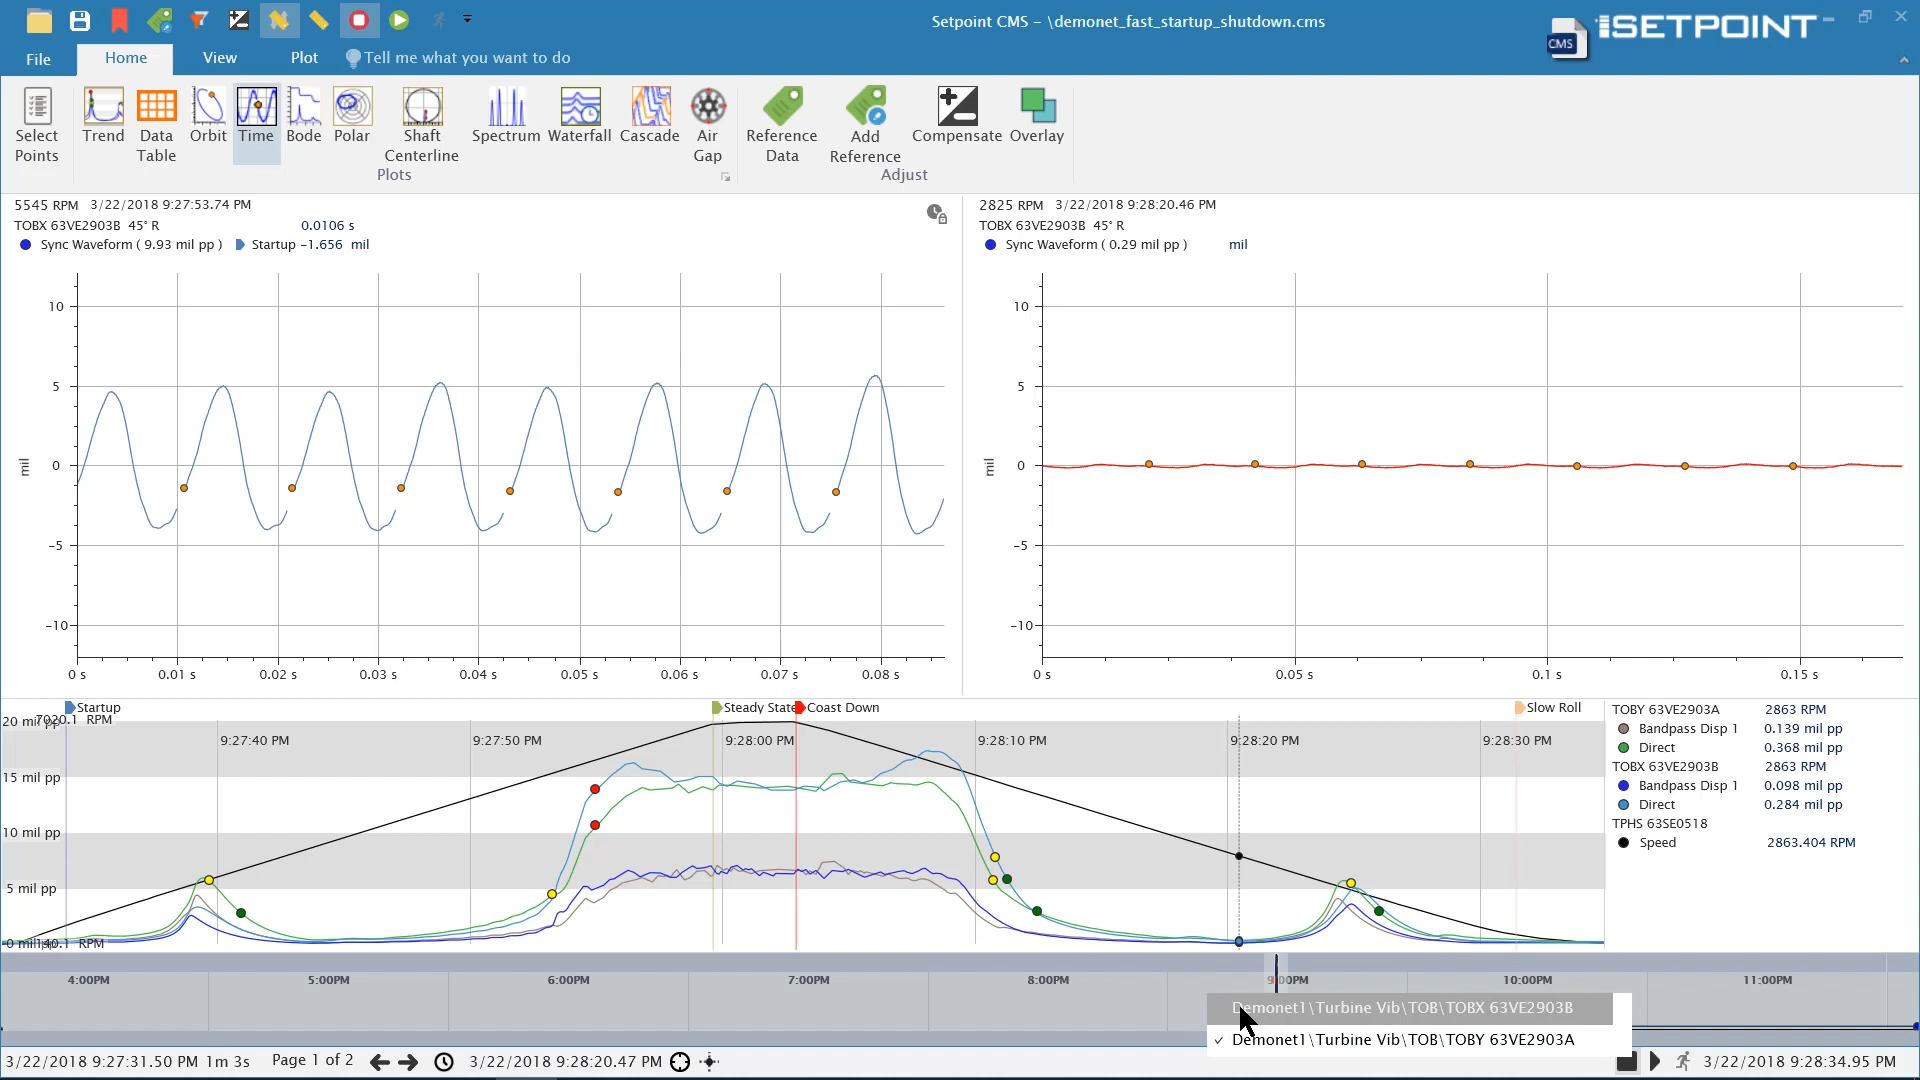 Setpoint CMS - \demonet_fast_startup_shutdown.cms
CMS
SETPOINT
File
Home
View
Plot
Tell me what you want to do
Select Points
Trend
Data Table
Orbit
Time
Bode
Polar
Shaft Centerline
Spectrum
Waterfall
Cascade
Air Gap
Reference Data
Add Reference
Compensate
Overlay
Plots
Adjust
5545 RPM 3/22/2018 9:27:53.74 PM
TOBX 63VE2903B 45° R 0.0106 s
Sync Waveform ( 9.93 mil pp ) Startup -1.656 mil
10
5
0
-5
-10
mil
0 s 0.01 s 0.02 s 0.03 s 0.04 s 0.05 s 0.06 s 0.07 s 0.08 s
2825 RPM 3/22/2018 9:28:20.46 PM
TOBX 63VE2903B 45° R
Sync Waveform ( 0.29 mil pp ) mil
10
5
0
-5
-10
mil
0 s 0.05 s 0.1 s 0.15 s
Startup Steady State Coast Down Slow Roll
20 mil pp 7020.1 RPM
9:27:40 PM 9:27:50 PM 9:28:00 PM 9:28:10 PM 9:28:20 PM 9:28:30 PM
15 mil pp
10 mil pp
5 mil pp
0 mil RPM
TOBY 63VE2903A 2863 RPM
Bandpass Disp 1 0.139 mil pp
Direct 0.368 mil pp
TOBX 63VE2903B 2863 RPM
Bandpass Disp 1 0.098 mil pp
Direct 0.284 mil pp
TPHS 63SE0518
Speed 2863.404 RPM
4:00PM 5:00PM 6:00PM 7:00PM 8:00PM 9:00PM 10:00PM 11:00PM
Demonet1\Turbine Vib\TOB\TOBX 63VE2903B
✓ Demonet1\Turbine Vib\TOB\TOBY 63VE2903A
3/22/2018 9:27:31.50 PM 1m 3s Page 1 of 2 3/22/2018 9:28:20.47 PM 3/22/2018 9:28:34.95 PM